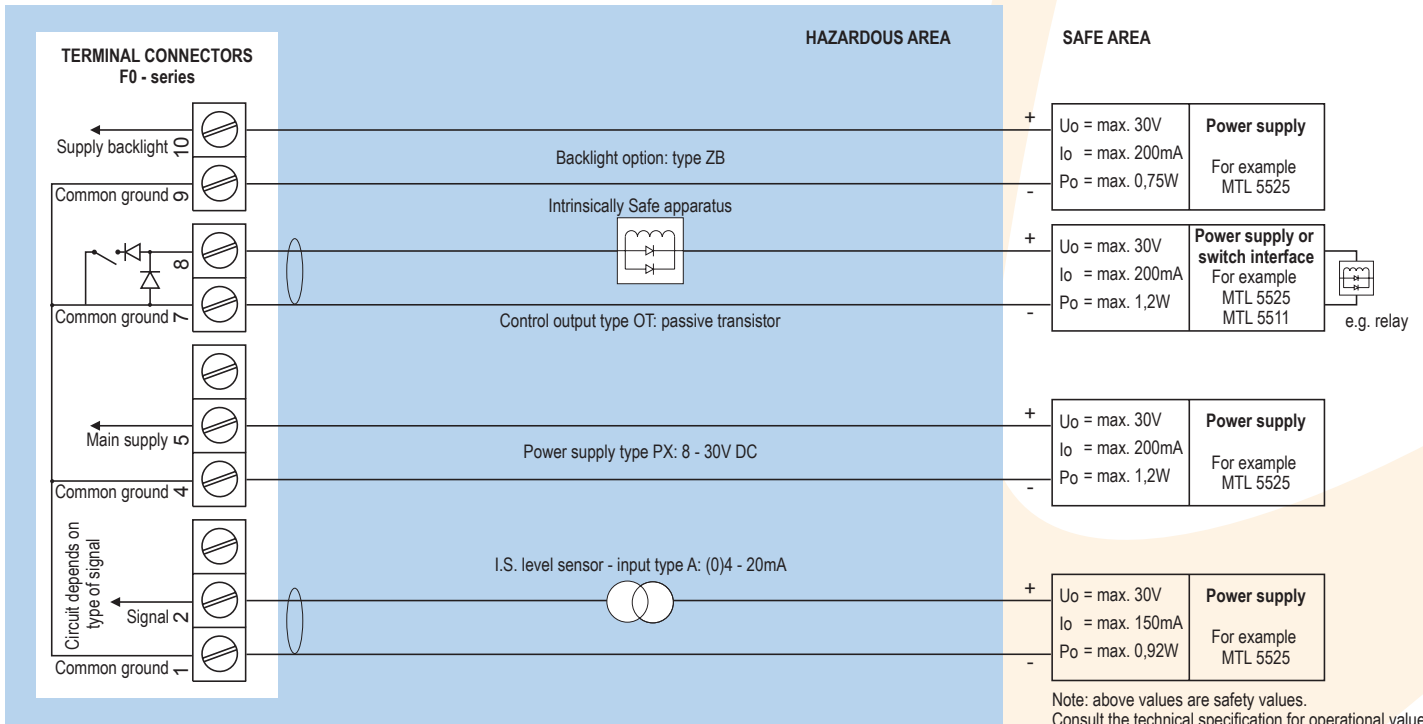 HAZARDOUS AREA
SAFE AREA
TERMINAL CONNECTORS
F0 - series
Supply backlight
10
Common ground
9
Backlight option: type ZB
+
-
Uo = max. 30V
Io = max. 200mA
Po = max. 0,75W
Power supply
For example
MTL 5525
Intrinsically Safe apparatus
8
Common ground
7
Control output type OT: passive transistor
+
-
Uo = max. 30V
Io = max. 200mA
Po = max. 1,2W
Power supply or
switch interface
For example
MTL 5525
MTL 5511
e.g. relay
Main supply
5
Common ground
4
Power supply type PX: 8 - 30V DC
+
-
Uo = max. 30V
Io = max. 200mA
Po = max. 1,2W
Power supply
For example
MTL 5525
Circuit depends on
type of signal
Signal
2
Common ground
1
I.S. level sensor - input type A: (0)4 - 20mA
+
-
Uo = max. 30V
Io = max. 150mA
Po = max. 0,92W
Power supply
For example
MTL 5525
Note: above values are safety values.
Consult the technical specification for operational value